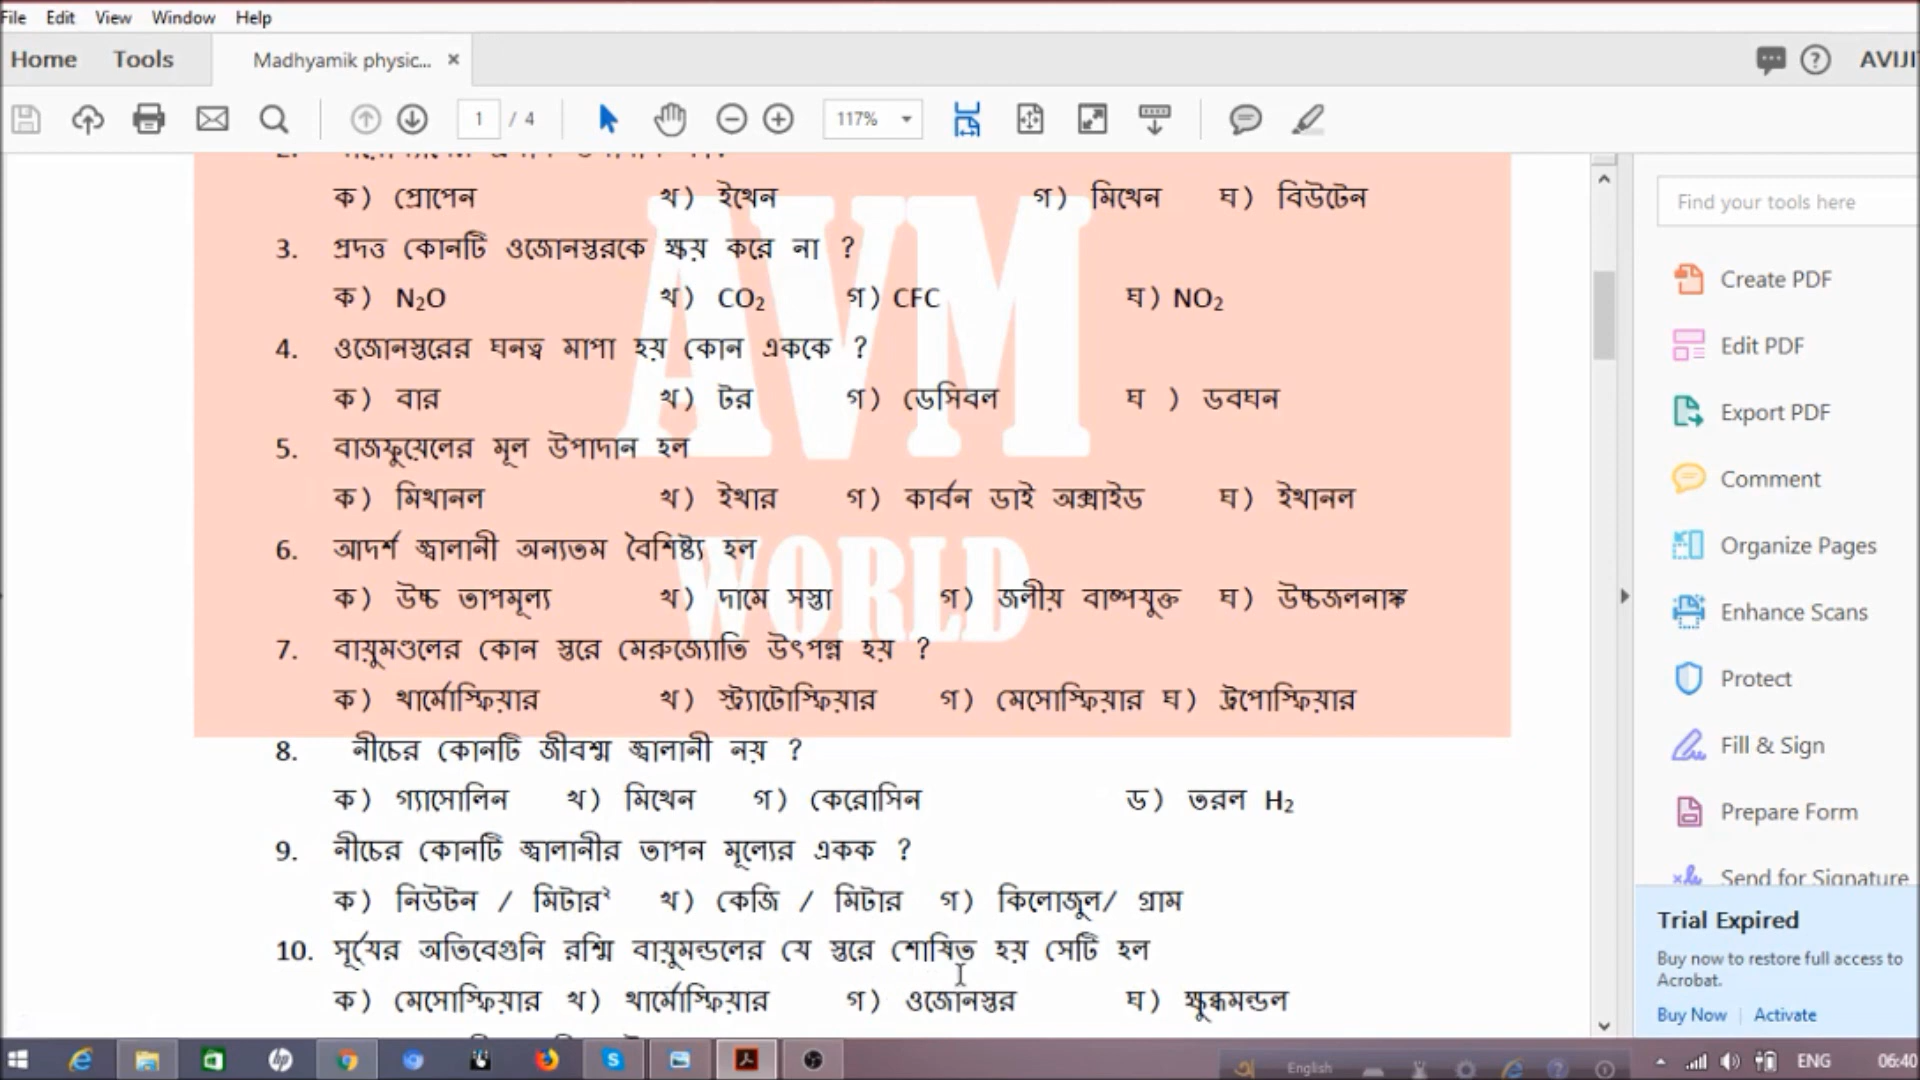 File Edit View Window Help
Home Tools Madhyamik physic... × AVIJI
1 / 4 117%
ক) প্রোপেন খ) ইথেন গ) মিথেন ঘ) বিউটেন
3. প্রদত্ত কোনটি ওজোনস্তরকে ক্ষয় করে না ?
ক) N₂O খ) CO₂ গ) CFC ঘ) NO₂
4. ওজোনস্তরের ঘনত্ব মাপা হয় কোন এককে ?
ক) বার খ) টর গ) ডেসিবল ঘ ) ডবঘন
5. বাজফুয়েলের মূল উপাদান হল
ক) মিথানল খ) ইথার গ) কার্বন ডাই অক্সাইড ঘ) ইথানল
6. আদর্শ জ্বালানী অন্যতম বৈশিষ্ট্য হল
ক) উচ্চ তাপমূল্য খ) দামে সস্তা গ) জলীয় বাষ্পযুক্ত ঘ) উচ্চজলনাঙ্ক
7. বায়ুমণ্ডলের কোন স্তরে মেরুজ্যোতি উৎপন্ন হয় ?
ক) থার্মোস্ফিয়ার খ) স্ট্র্যাটোস্ফিয়ার গ) মেসোস্ফিয়ার ঘ) ট্রপোস্ফিয়ার
8. নীচের কোনটি জীবশ্ম জ্বালানী নয় ?
ক) গ্যাসোলিন খ) মিথেন গ) কেরোসিন ড) তরল H₂
9. নীচের কোনটি জ্বালানীর তাপন মূল্যের একক ?
ক) নিউটন / মিটার² খ) কেজি / মিটার গ) কিলোজুল/ গ্রাম
10. সূর্যের অতিবেগুনি রশ্মি বায়ুমন্ডলের যে স্তরে শোষিত হয় সেটি হল
ক) মেসোস্ফিয়ার খ) থার্মোস্ফিয়ার গ) ওজোনস্তর ঘ) ক্ষুব্ধমন্ডল
AVM
WORLD
Find your tools here
Create PDF
Edit PDF
Export PDF
Comment
Organize Pages
Enhance Scans
Protect
Fill & Sign
Prepare Form
Send for Signature
Trial Expired
Buy now to restore full access to
Acrobat.
Buy Now | Activate
English ENG 06:40